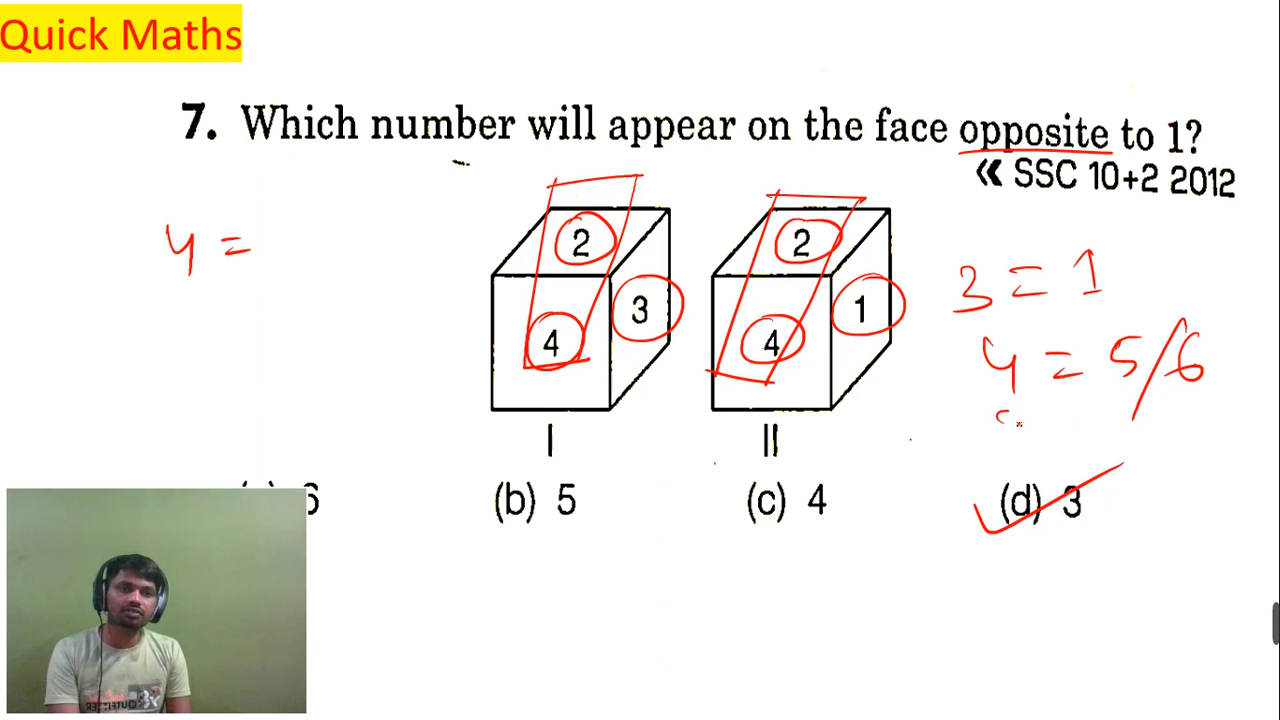 Quick Maths
7. Which number will appear on the face opposite to 1?
« SSC 10+2 2012
4 =
2
4
3
2
4
1
3 = 1
4 = 5/6
I
II
6
(b) 5
(c) 4
(d) 3